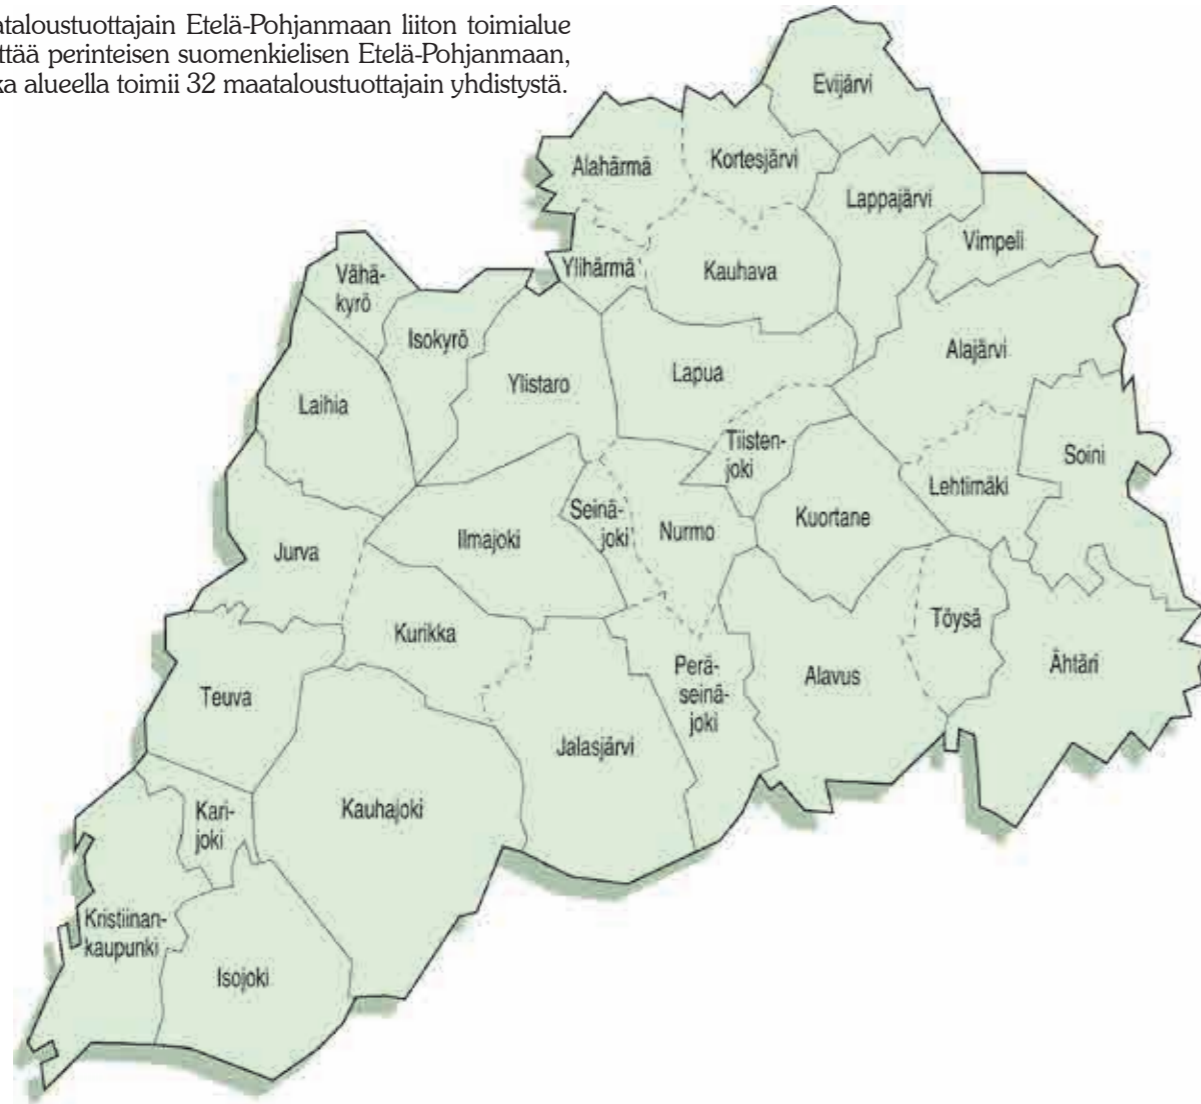 ataloustuottajain Etelä-Pohjanmaan liiton toimialue
ttää perinteisen suomenkielisen Etelä-Pohjanmaan,
ka alueella toimii 32 maataloustuottajain yhdistystä.
Evijärvi
Alahärmä
Kortesjärvi
Lappajärvi
Vimpeli
Ylihärmä
Kauhava
Vähä-
kyrö
Isokyrö
Alajärvi
Lapua
Ylistaro
Laihia
Tiisten-
joki
Soini
Lehtimäki
Seinä-
joki
Nurmo
Kuortane
Ilmajoki
Jurva
Töysä
Kurikka
Ähtäri
Perä-
seinä-
joki
Alavus
Teuva
Jalasjärvi
Kari-
joki
Kauhajoki
Kristiinan-
kaupunki
Isojoki